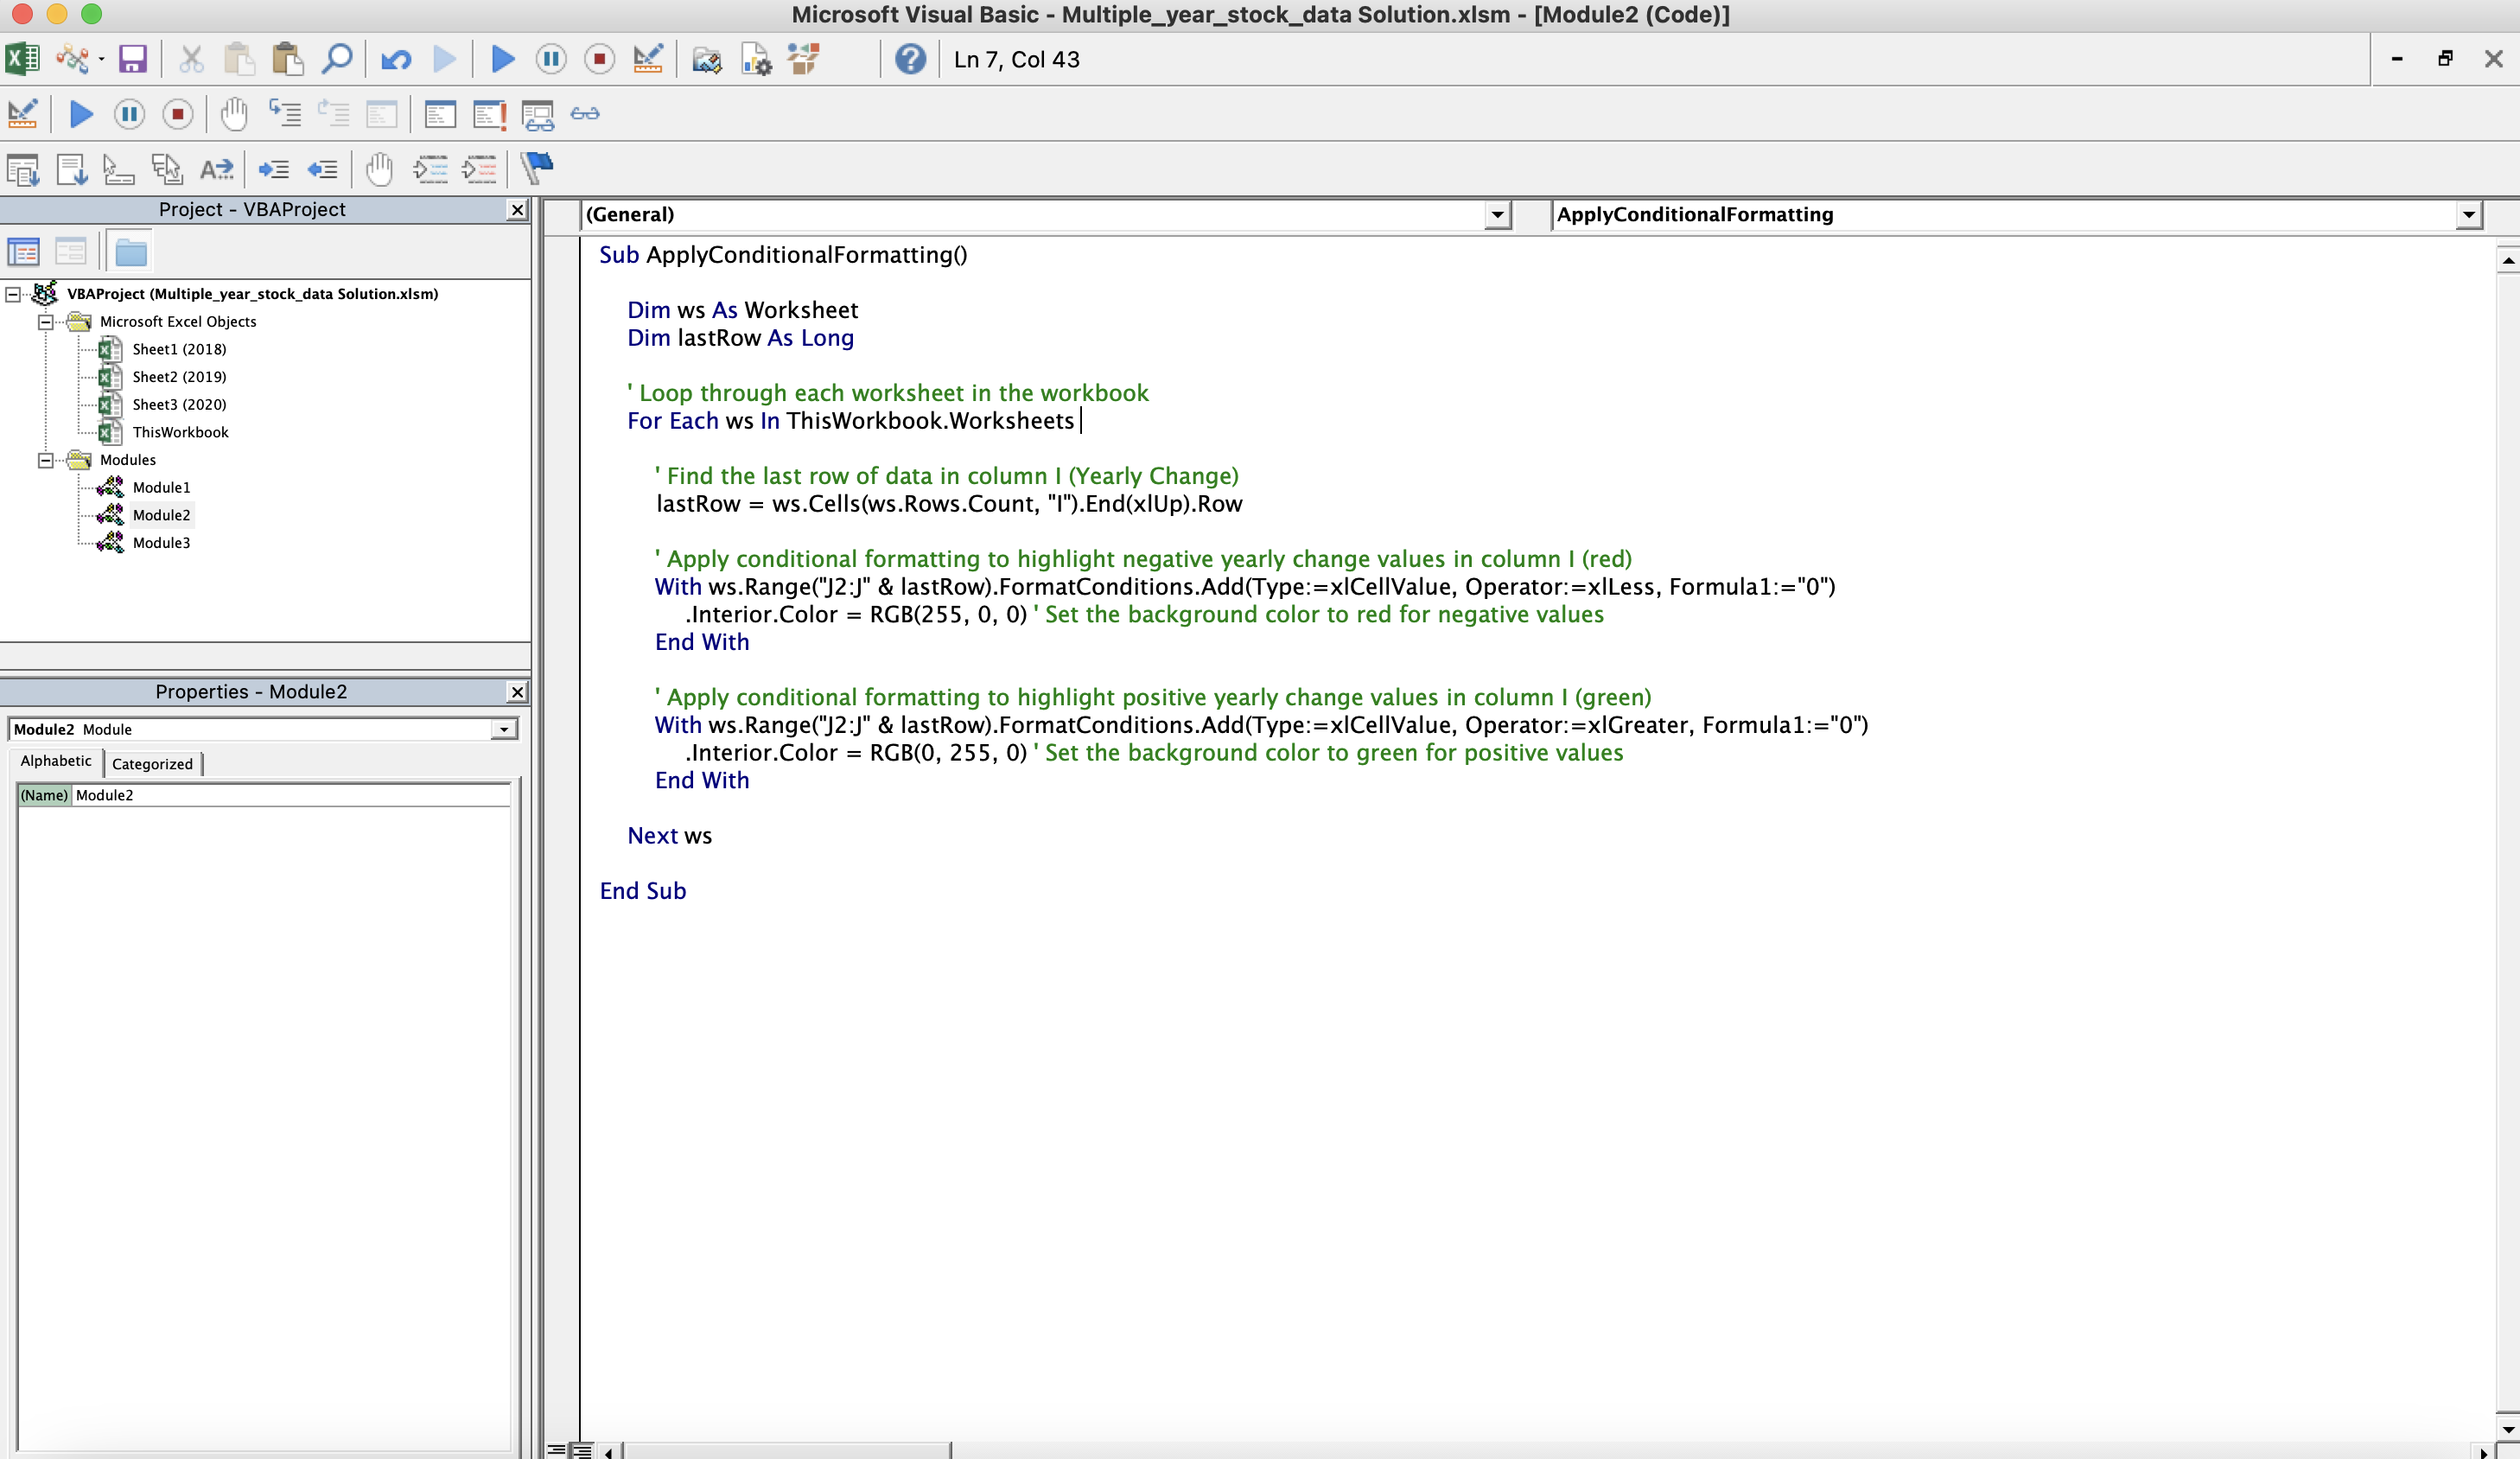 Microsoft Visual Basic - Multiple_year_stock_data Solution.xlsm - [Module2 (Code)]
Ln 7, Col 43
Project - VBAProject
VBAProject (Multiple_year_stock_data Solution.xlsm)
Microsoft Excel Objects
Sheet1 (2018)
Sheet2 (2019)
Sheet3 (2020)
ThisWorkbook
Modules
Module1
Module2
Module3
Properties - Module2
Module2 Module
Alphabetic
Categorized
(Name) Module2
(General)
ApplyConditionalFormatting
Sub ApplyConditionalFormatting()
Dim ws As Worksheet
Dim lastRow As Long
' Loop through each worksheet in the workbook
For Each ws In ThisWorkbook.Worksheets
' Find the last row of data in column I (Yearly Change)
lastRow = ws.Cells(ws.Rows.Count, "I").End(xlUp).Row
' Apply conditional formatting to highlight negative yearly change values in column I (red)
With ws.Range("J2:J" & lastRow).FormatConditions.Add(Type:=xlCellValue, Operator:=xlLess, Formula1:="0")
.Interior.Color = RGB(255, 0, 0) ' Set the background color to red for negative values
End With
' Apply conditional formatting to highlight positive yearly change values in column I (green)
With ws.Range("J2:J" & lastRow).FormatConditions.Add(Type:=xlCellValue, Operator:=xlGreater, Formula1:="0")
.Interior.Color = RGB(0, 255, 0) ' Set the background color to green for positive values
End With
Next ws
End Sub